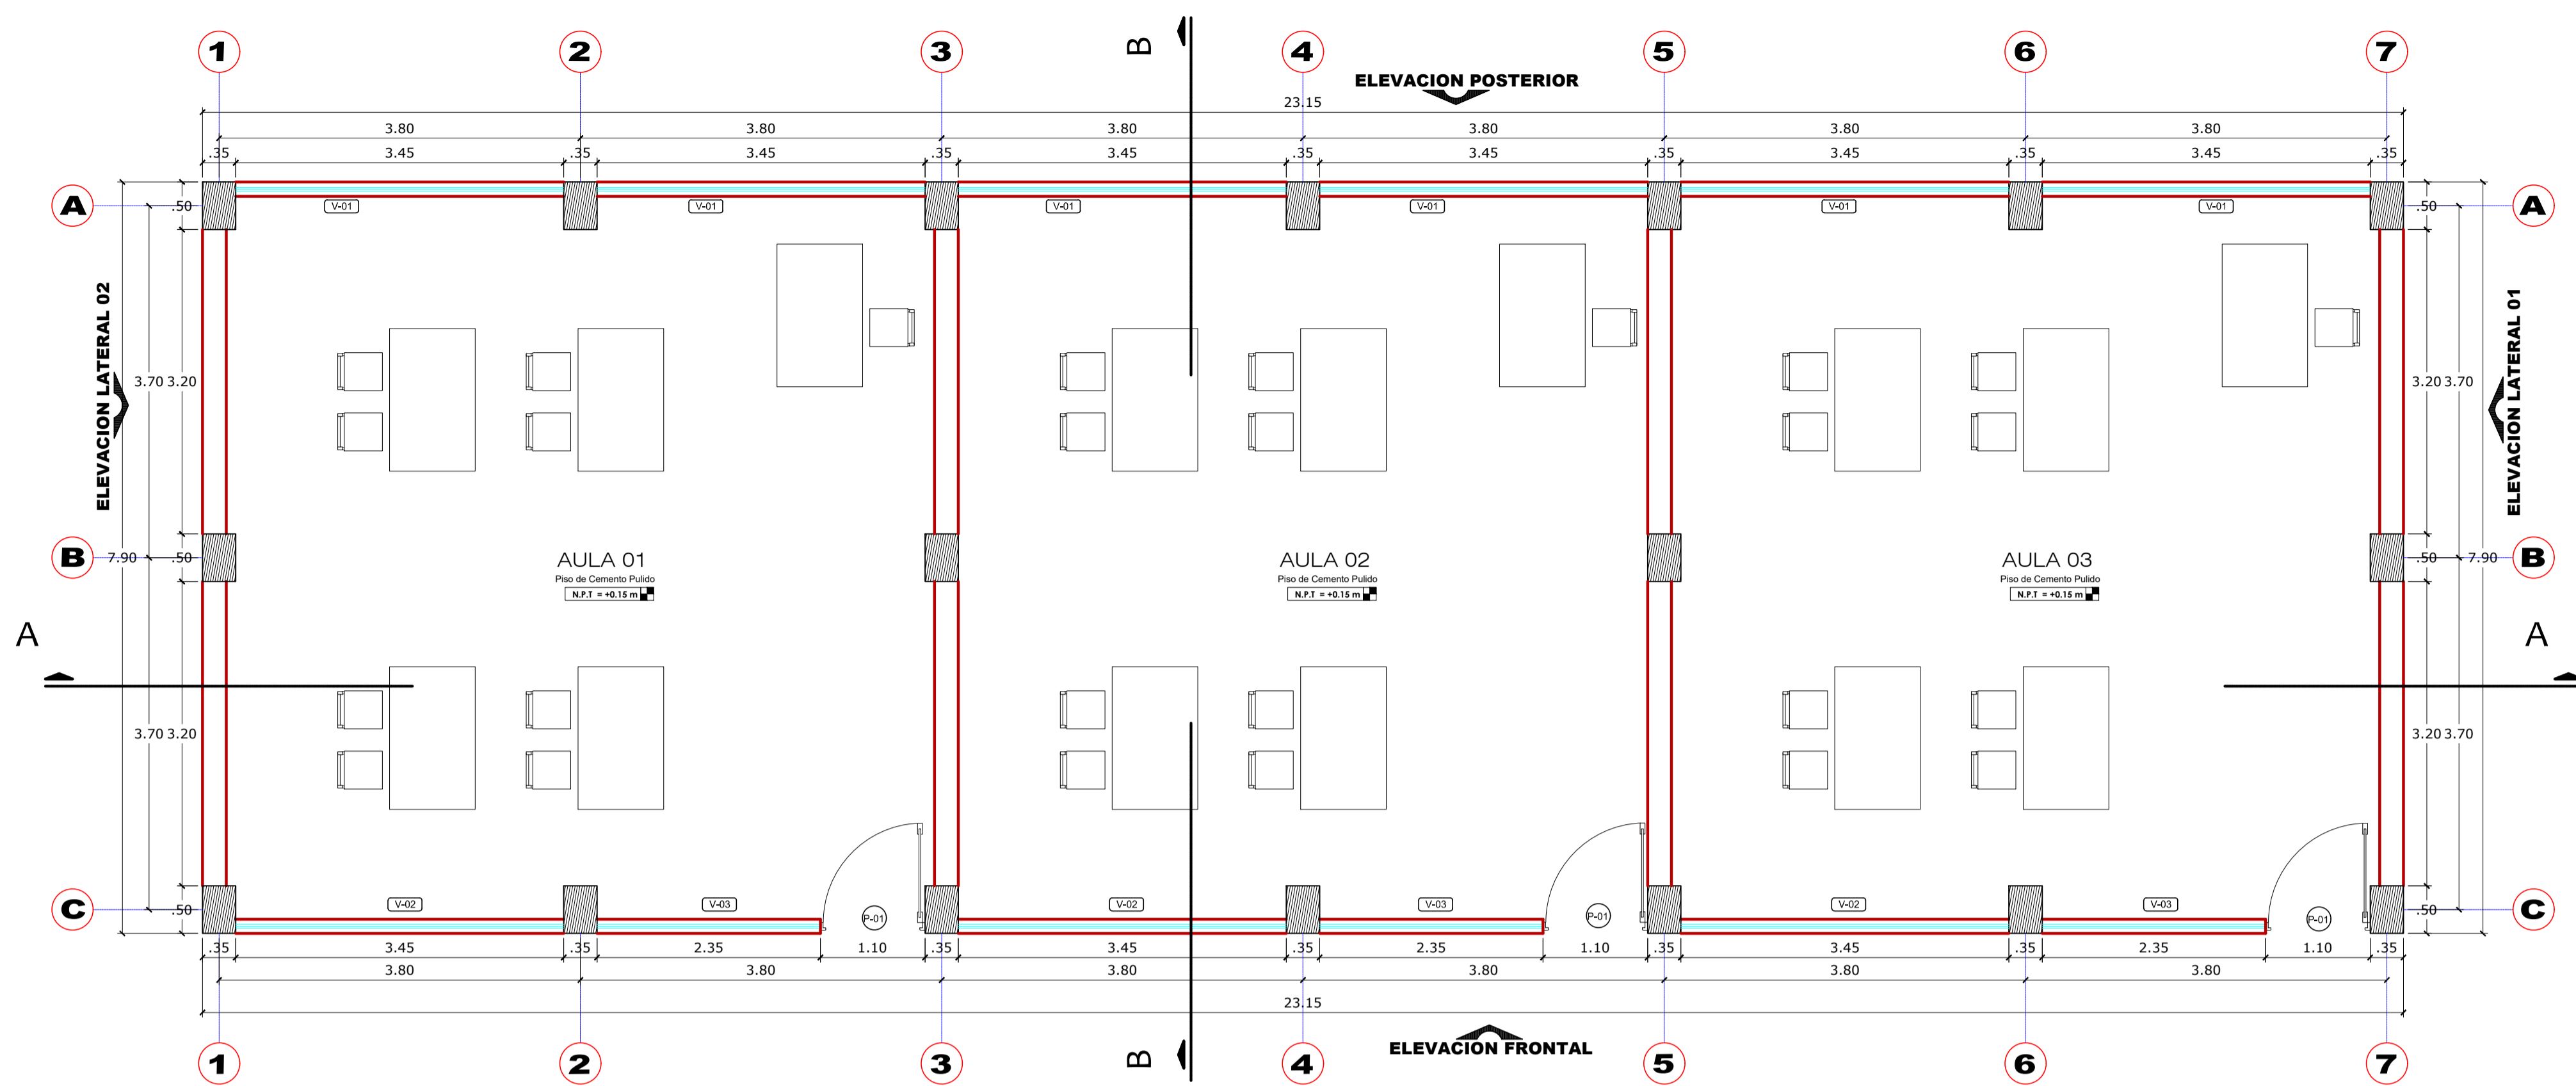 1 2 3 B 4 5 6 7
ELEVACION POSTERIOR
23.15
3.80 3.80 3.80 3.80 3.80 3.80
.35 3.45 .35 3.45 .35 3.45 .35 3.45 .35 3.45 .35 3.45 .35
A .50 V-01 V-01 V-01 V-01 V-01 V-01 .50 A
ELEVACION LATERAL 02
ELEVACION LATERAL 01
3.70 3.20 3.20 3.70
B 7.90 .50 .50 7.90 B
AULA 01
Piso de Cemento Pulido
N.P.T = +0.15 m
AULA 02
Piso de Cemento Pulido
N.P.T = +0.15 m
AULA 03
Piso de Cemento Pulido
N.P.T = +0.15 m
A A
3.70 3.20 3.20 3.70
C .50 V-02 V-03 P-01 V-02 V-03 P-01 V-02 V-03 P-01 .50 C
.35 3.45 .35 2.35 1.10 .35 3.45 .35 2.35 1.10 .35 3.45 .35 2.35 1.10 .35
3.80 3.80 3.80 3.80 3.80 3.80
23.15
ELEVACION FRONTAL
1 2 3 B 4 5 6 7